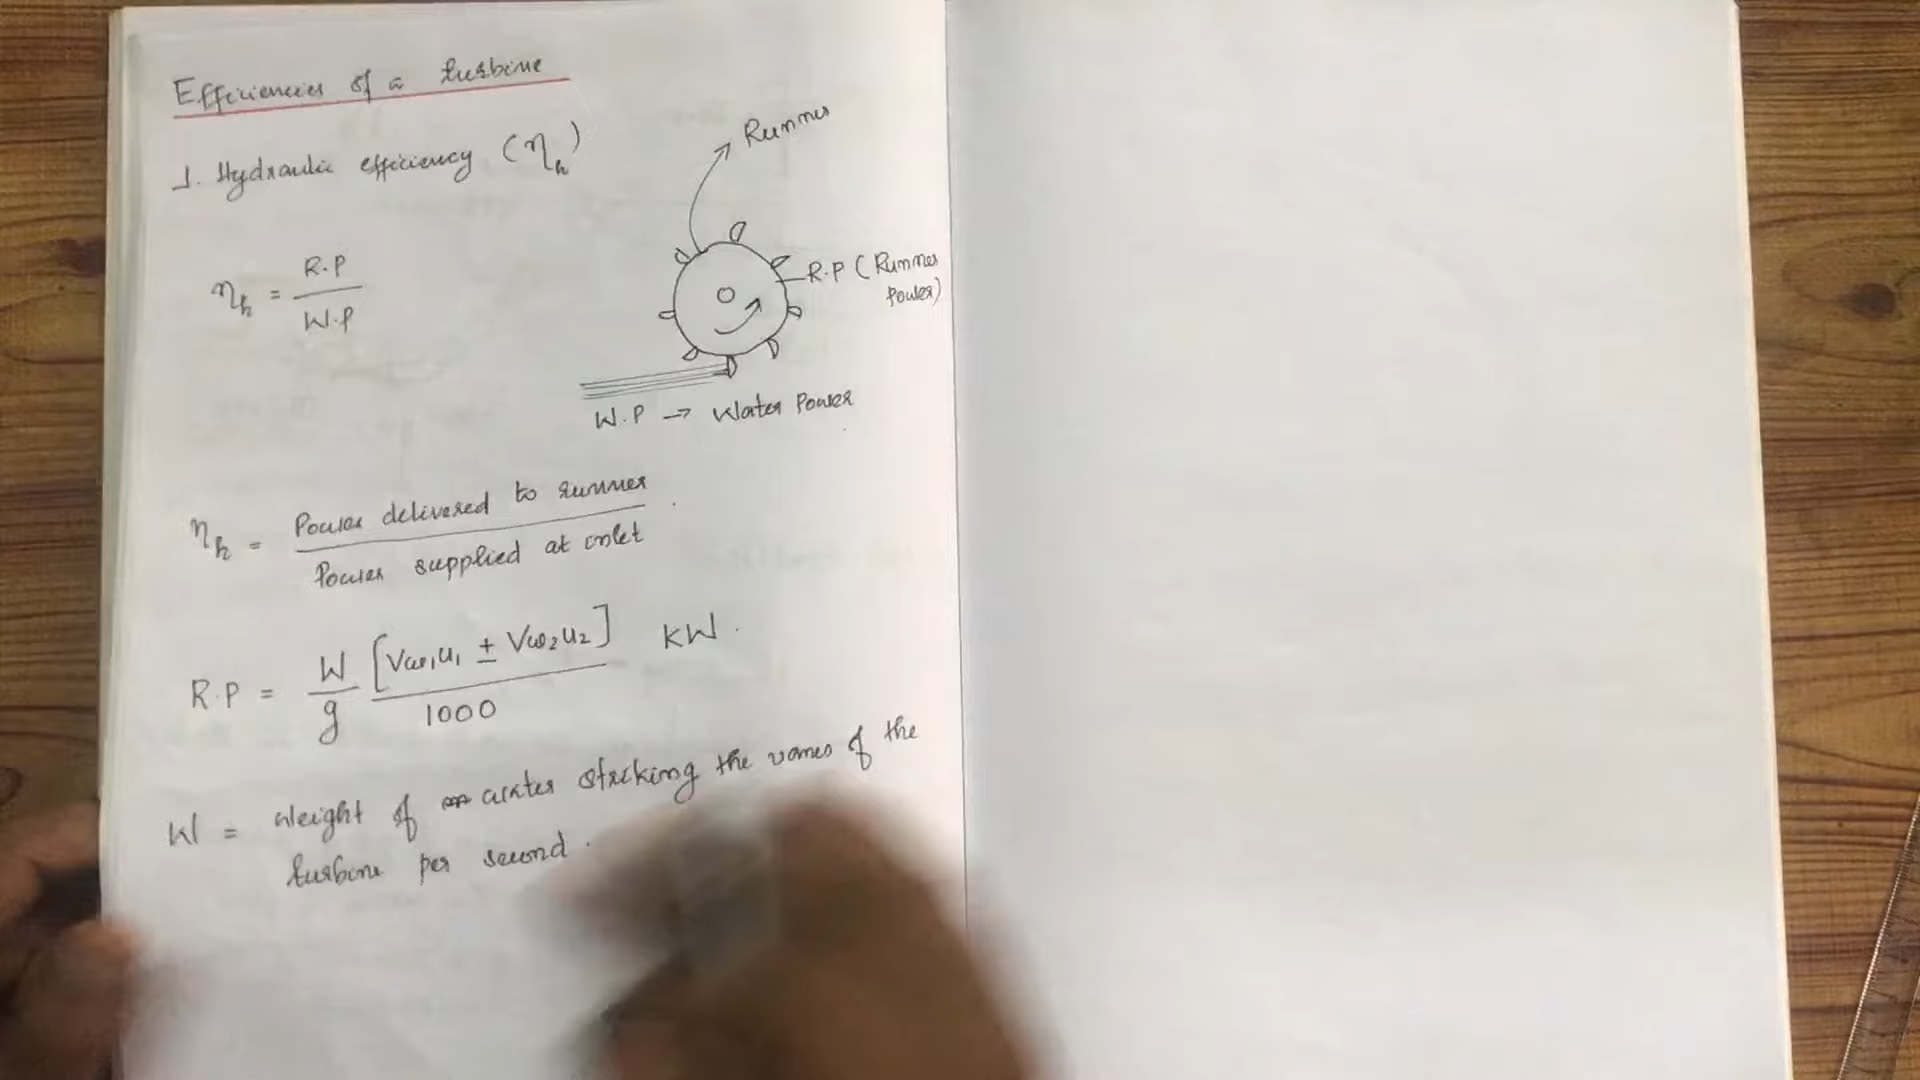 Efficiencies of a turbine
1. Hydraulic efficiency (ηh)
Runner
ηh = R.P / W.P
R.P (Runner Power)
W.P → Water Power
ηh = Power delivered to runner / Power supplied at inlet
R.P = W/g [Vw1u1 ± Vw2u2] / 1000 KW.
W = weight of water striking the vanes of the
turbine per second.